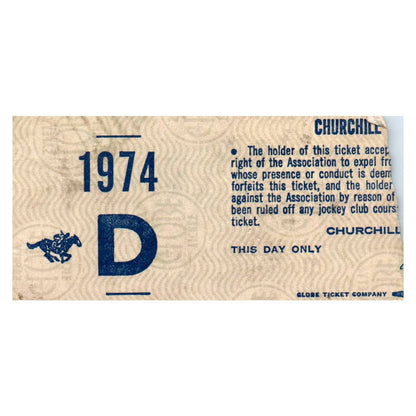 1974
D
CHURCHILL
• The holder of this ticket accep
right of the Association to expel fro
whose presence or conduct is deem
forfeits this ticket, and the holder
against the Association by reason of
been ruled off any jockey club cours
ticket.
CHURCHILL
THIS DAY ONLY
GLOBE TICKET COMPANY